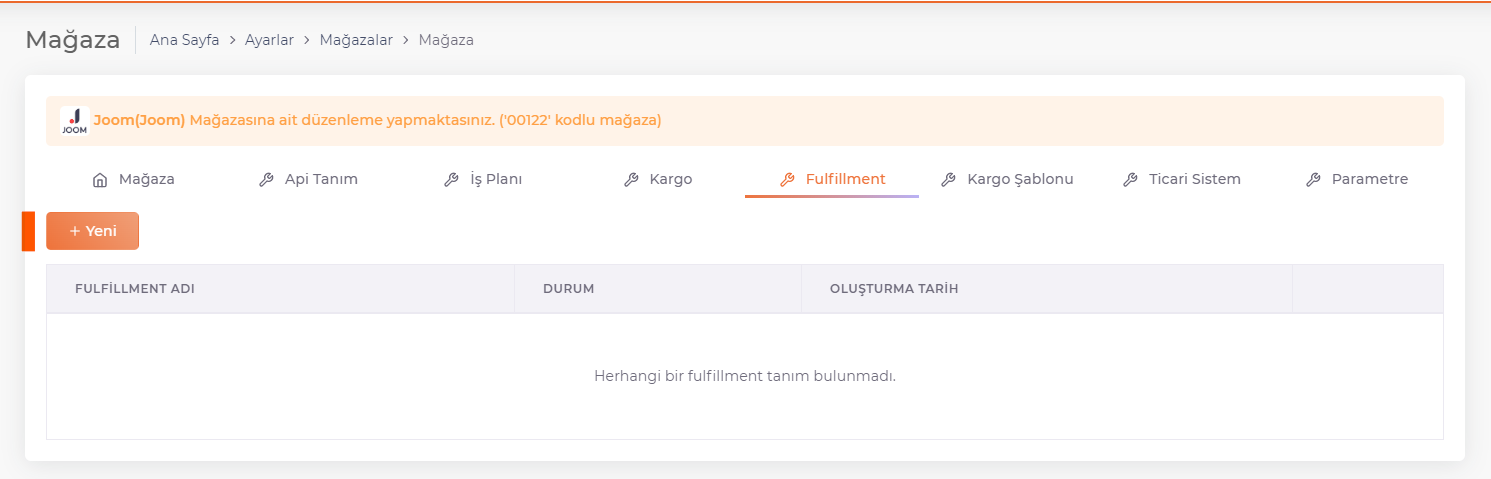 Mağaza
Ana Sayfa > Ayarlar > Mağazalar > Mağaza
JOOM
Joom(Joom) Mağazasına ait düzenleme yapmaktasınız. ('00122' kodlu mağaza)
Mağaza Api Tanım İş Planı Kargo Fulfillment Kargo Şablonu Ticari Sistem Parametre
+ Yeni
FULFİLLMENT ADI DURUM OLUŞTURMA TARİH
Herhangi bir fulfillment tanım bulunmadı.